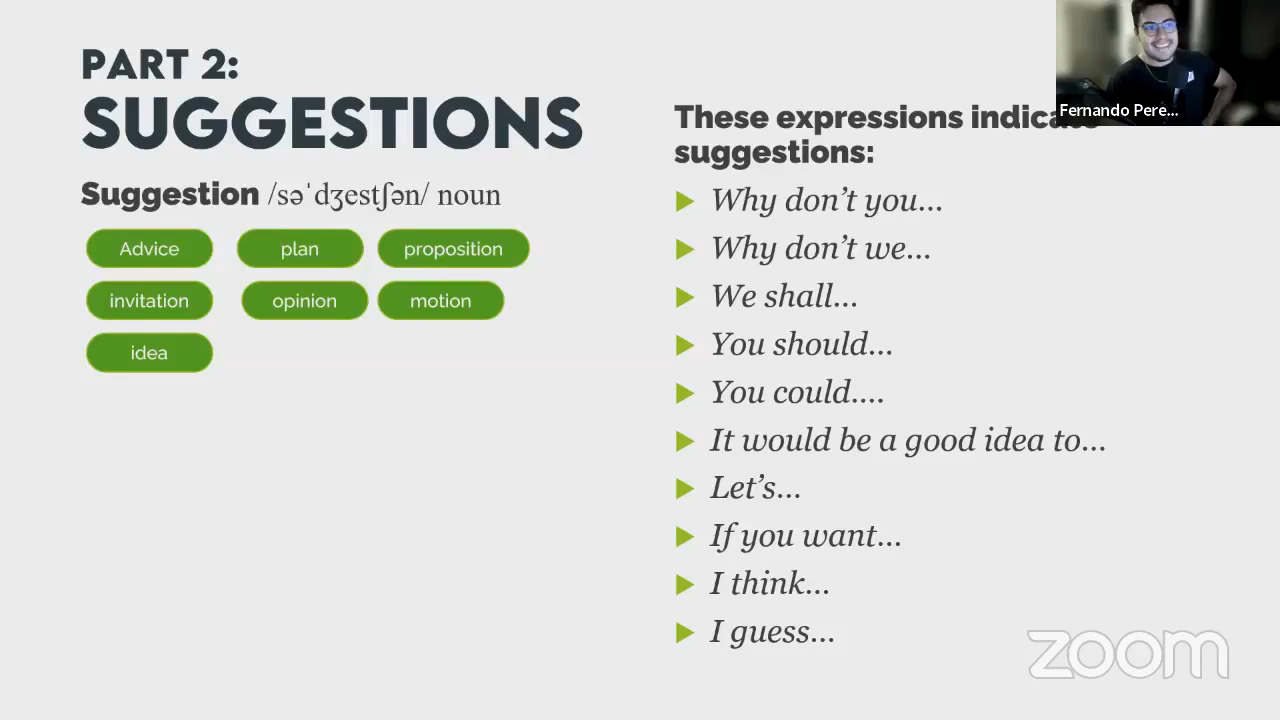 PART 2:
SUGGESTIONS
Suggestion /səˈdʒestʃən/ noun
Advice
plan
proposition
invitation
opinion
motion
idea
These expressions indicate
suggestions:
Why don’t you…
Why don’t we…
We shall…
You should…
You could….
It would be a good idea to…
Let’s…
If you want…
I think…
I guess…
Fernando Pere...
zoom